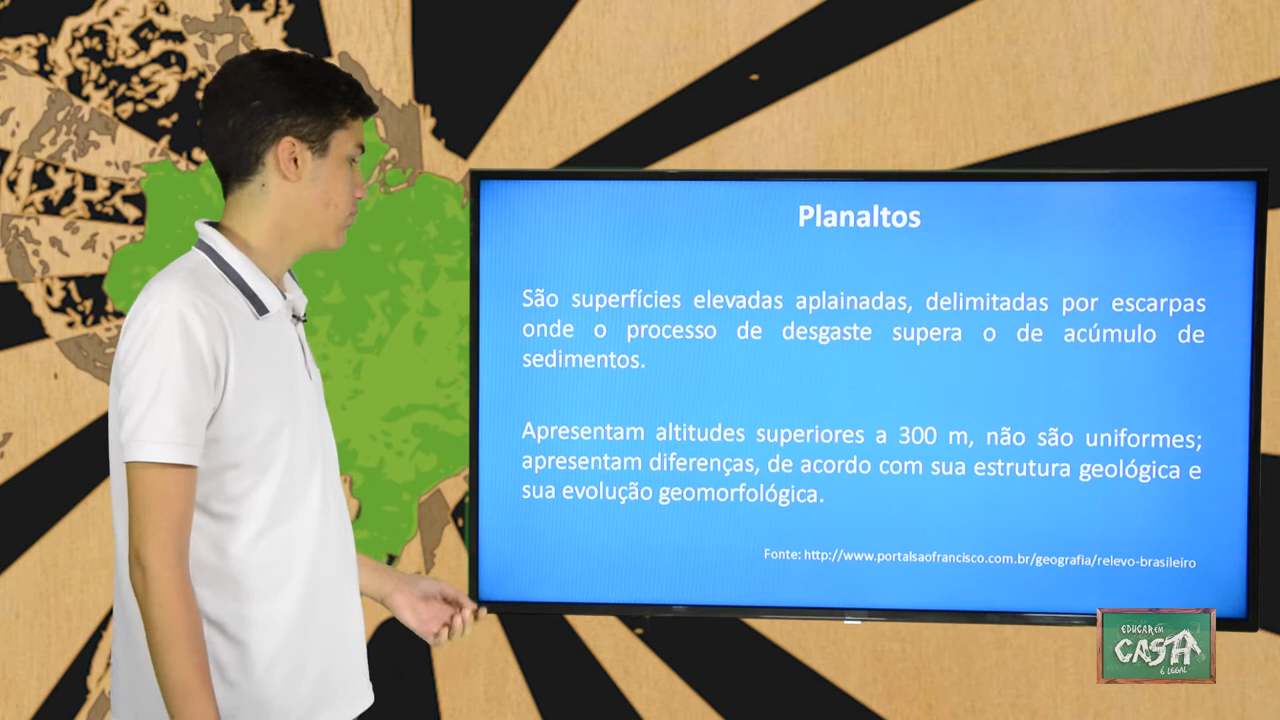 Planaltos
São superfícies elevadas aplainadas, delimitadas por escarpas
onde o processo de desgaste supera o de acúmulo de
sedimentos.
Apresentam altitudes superiores a 300 m, não são uniformes;
apresentam diferenças, de acordo com sua estrutura geológica e
sua evolução geomorfológica.
Fonte: http://www.portalsaofrancisco.com.br/geografia/relevo-brasileiro
EDUCAR EM
CASA
É LEGAL